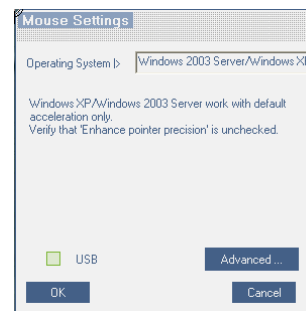 Mouse Settings
Operating System |> Windows 2003 Server/Windows X
Windows XP/Windows 2003 Server work with default
acceleration only.
Verify that 'Enhance pointer precision' is unchecked.
USB
Advanced ...
OK
Cancel